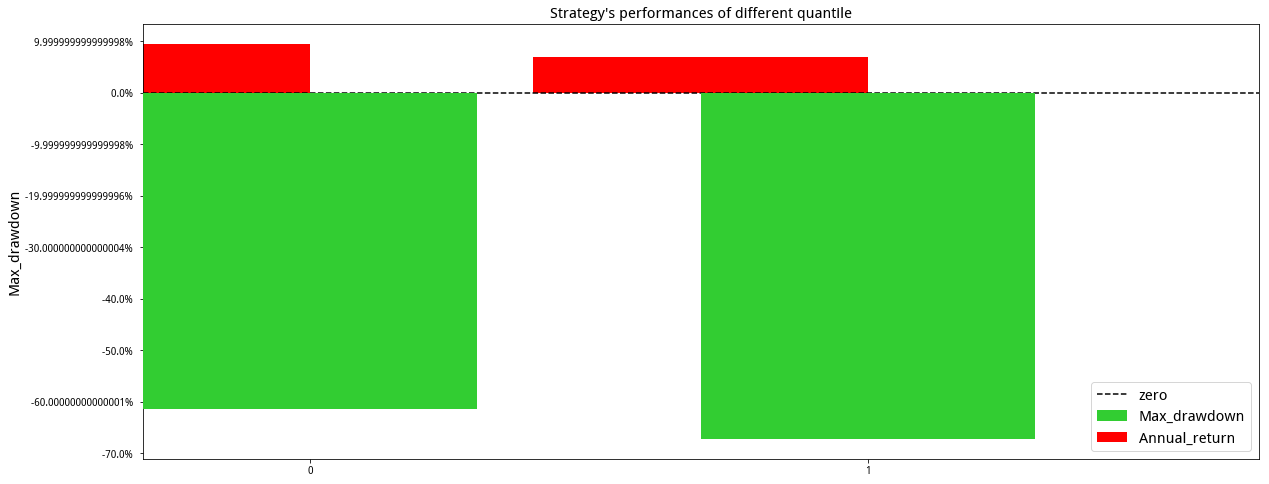 Strategy's performances of different quantile
9.999999999999998%
0.0%
-9.999999999999998%
-19.999999999999996%
-30.000000000000004%
-40.0%
-50.0%
-60.00000000000001%
-70.0%
Max_drawdown
0
1
zero
Max_drawdown
Annual_return